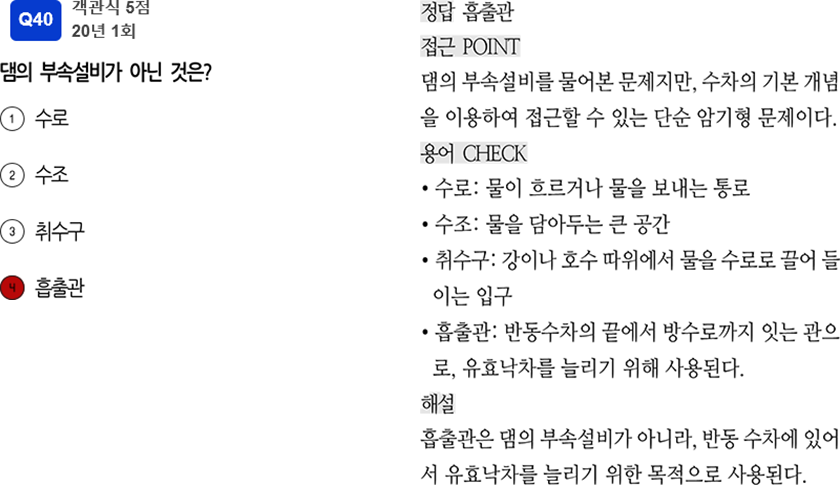 Q40
객관식 5점
20년 1회
댐의 부속설비가 아닌 것은?
1 수로
2 수조
3 취수구
4 흡출관
정답 흡출관
접근 POINT
댐의 부속설비를 물어본 문제지만, 수차의 기본 개념
을 이용하여 접근할 수 있는 단순 암기형 문제이다.
용어 CHECK
• 수로: 물이 흐르거나 물을 보내는 통로
• 수조: 물을 담아두는 큰 공간
• 취수구: 강이나 호수 따위에서 물을 수로로 끌어 들
이는 입구
• 흡출관: 반동수차의 끝에서 방수로까지 잇는 관으
로, 유효낙차를 늘리기 위해 사용된다.
해설
흡출관은 댐의 부속설비가 아니라, 반동 수차에 있어
서 유효낙차를 늘리기 위한 목적으로 사용된다.